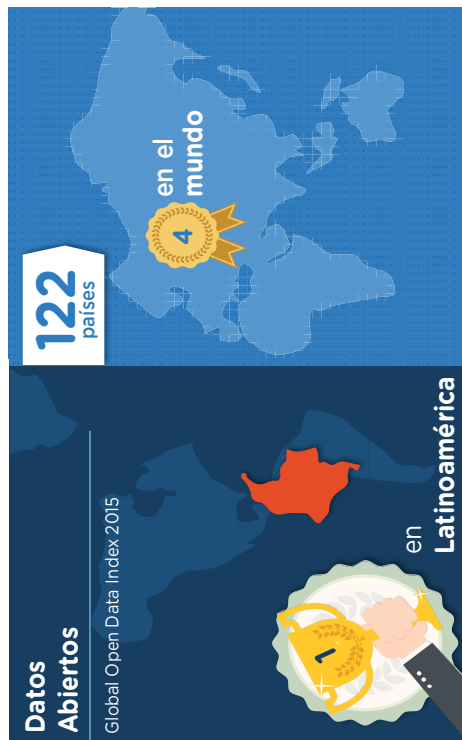 Datos
Abiertos
Global Open Data Index 2015
1
en
Latinoamérica
122
países
4
en el
mundo